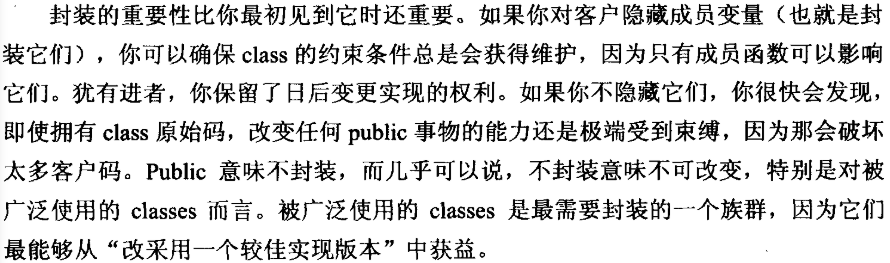 封装的重要性比你最初见到它时还重要。如果你对客户隐藏成员变量（也就是封
装它们），你可以确保 class 的约束条件总是会获得维护，因为只有成员函数可以影响
它们。犹有进者，你保留了日后变更实现的权利。如果你不隐藏它们，你很快会发现，
即使拥有 class 原始码，改变任何 public 事物的能力还是极端受到束缚，因为那会破坏
太多客户码。Public 意味不封装，而几乎可以说，不封装意味不可改变，特别是对被
广泛使用的 classes 而言。被广泛使用的 classes 是最需要封装的一个族群，因为它们
最能够从“改采用一个较佳实现版本”中获益。